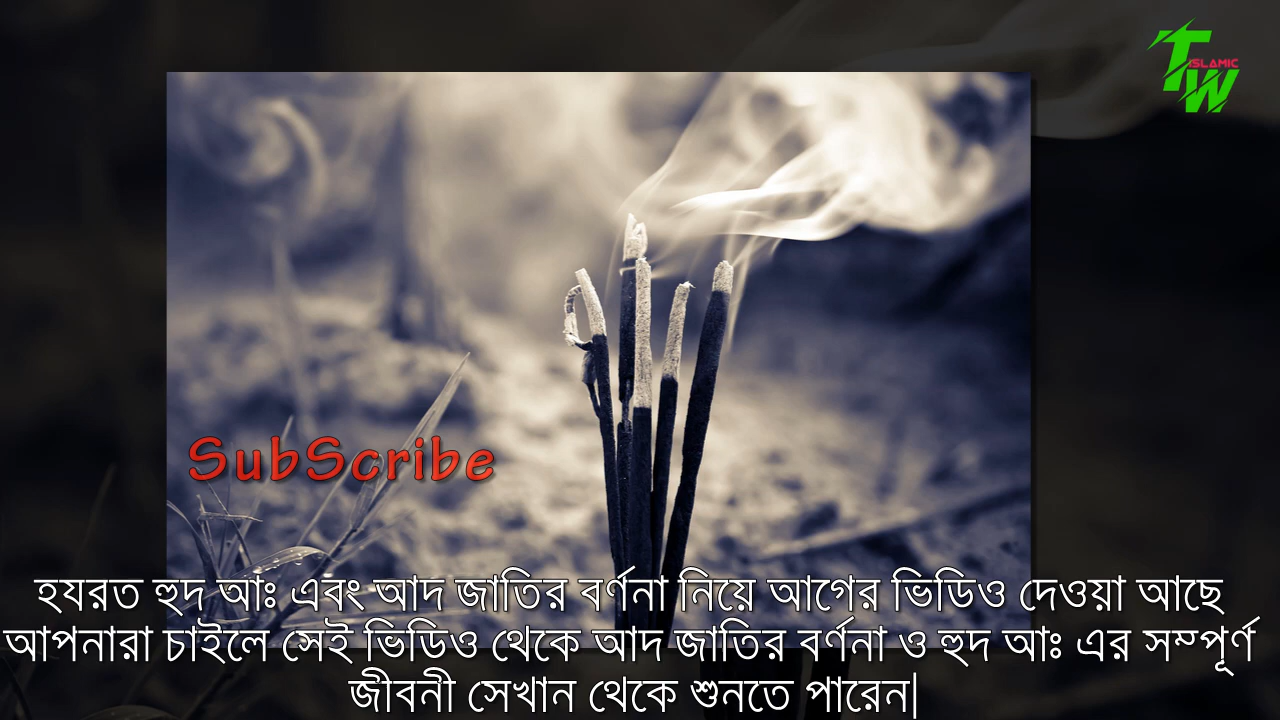 TW
ISLAMIC
SubScribe
হযরত হুদ আঃ এবং আদ জাতির বর্ণনা নিয়ে আগের ভিডিও দেওয়া আছে
আপনারা চাইলে সেই ভিডিও থেকে আদ জাতির বর্ণনা ও হুদ আঃ এর সম্পূর্ণ
জীবনী সেখান থেকে শুনতে পারেন|